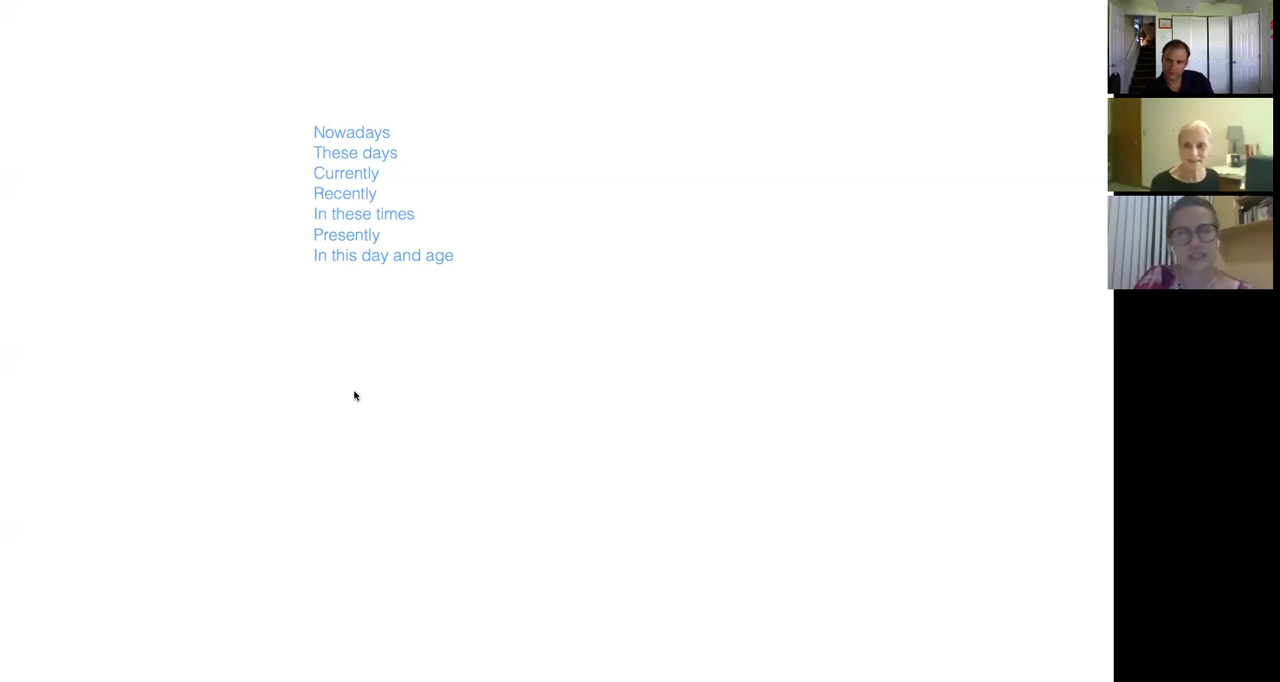 Nowadays
These days
Currently
Recently
In these times
Presently
In this day and age